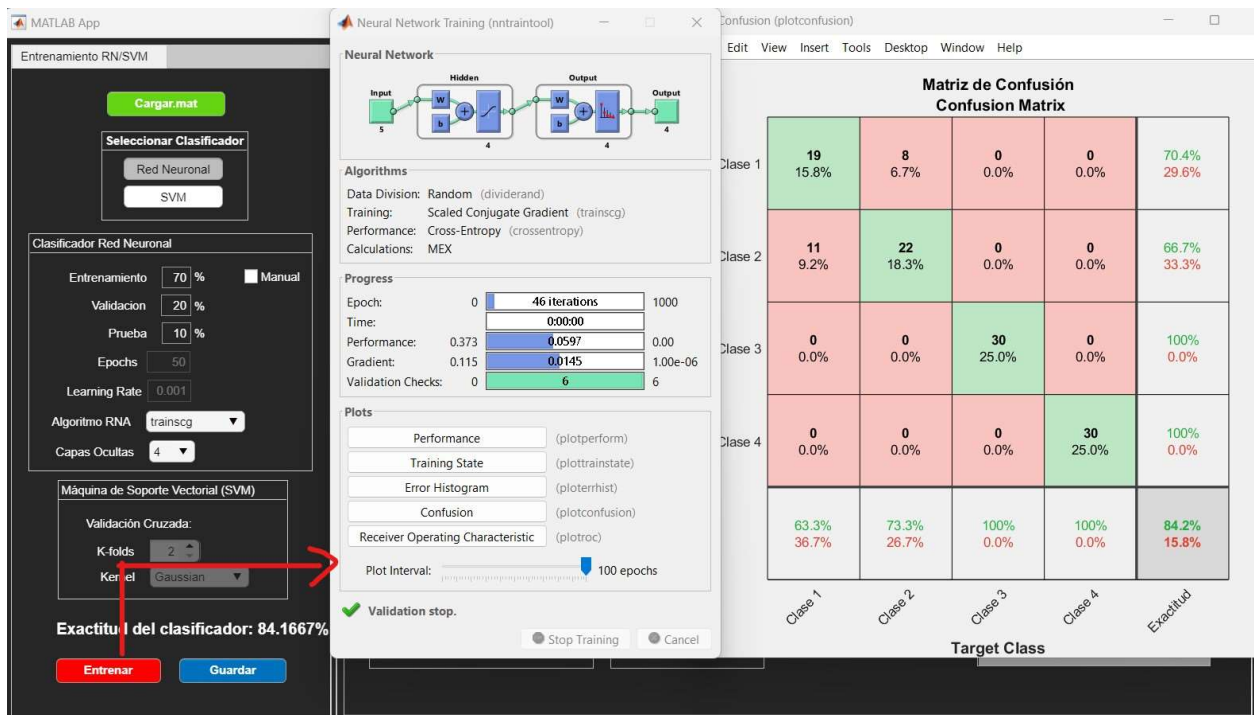 MATLAB App
Entrenamiento RN/SVM
Cargar.mat
Seleccionar Clasificador
Red Neuronal
SVM
Clasificador Red Neuronal
Entrenamiento 70 % Manual
Validacion 20 %
Prueba 10 %
Epochs 50
Learning Rate 0.001
Algoritmo RNA trainscg
Capas Ocultas 4
Máquina de Soporte Vectorial (SVM)
Validación Cruzada:
K-folds 2
Kernel Gaussian
Exactitud del clasificador: 84.1667%
Entrenar Guardar
Neural Network Training (nntraintool)
Neural Network
Hidden Output
Input W W Output
b b
5 4
4 4
Algorithms
Data Division: Random (dividerand)
Training: Scaled Conjugate Gradient (trainscg)
Performance: Cross-Entropy (crossentropy)
Calculations: MEX
Progress
Epoch: 0 46 iterations 1000
Time: 0:00:00
Performance: 0.373 0.0597 0.00
Gradient: 0.115 0.0145 1.00e-06
Validation Checks: 0 6 6
Plots
Performance (plotperform)
Training State (plottrainstate)
Error Histogram (ploterrhist)
Confusion (plotconfusion)
Receiver Operating Characteristic (plotroc)
Plot Interval: 100 epochs
Validation stop.
Stop Training Cancel
Confusion (plotconfusion)
Edit View Insert Tools Desktop Window Help
Matriz de Confusión
Confusion Matrix
Clase 1 19 8 0 0 70.4%
15.8% 6.7% 0.0% 0.0% 29.6%
Clase 2 11 22 0 0 66.7%
9.2% 18.3% 0.0% 0.0% 33.3%
Clase 3 0 0 30 0 100%
0.0% 0.0% 25.0% 0.0% 0.0%
Clase 4 0 0 0 30 100%
0.0% 0.0% 0.0% 25.0% 0.0%
63.3% 73.3% 100% 100% 84.2%
36.7% 26.7% 0.0% 0.0% 15.8%
Clase 1 Clase 2 Clase 3 Clase 4 Exactitud
Target Class